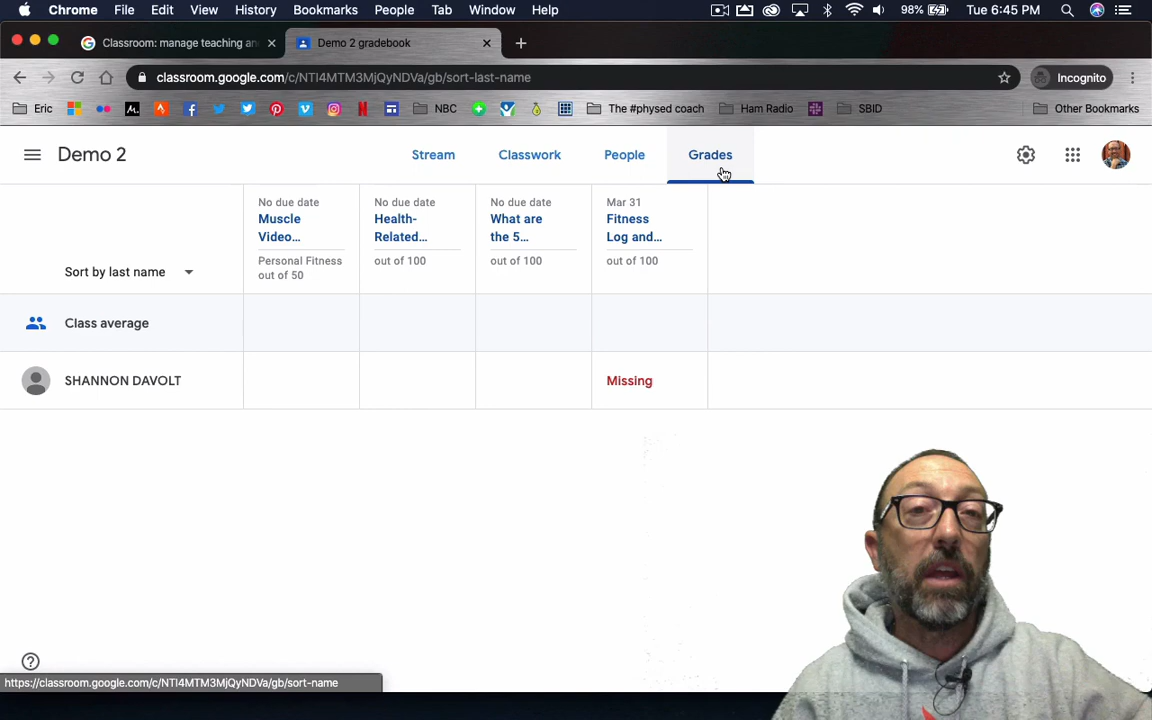 Chrome File Edit View History Bookmarks People Tab Window Help 98% Tue 6:45 PM
Classroom: manage teaching an
Demo 2 gradebook
classroom.google.com/c/NTI4MTM3MjQyNDVa/gb/sort-last-name
Incognito
Eric NBC The #physed coach Ham Radio SBID Other Bookmarks
Demo 2
Stream Classwork People Grades
No due date No due date No due date Mar 31
Muscle Health- What are Fitness
Video... Related... the 5... Log and...
Personal Fitness out of 100 out of 100 out of 100
Sort by last name out of 50
Class average
SHANNON DAVOLT Missing
https://classroom.google.com/c/NTI4MTM3MjQyNDVa/gb/sort-name